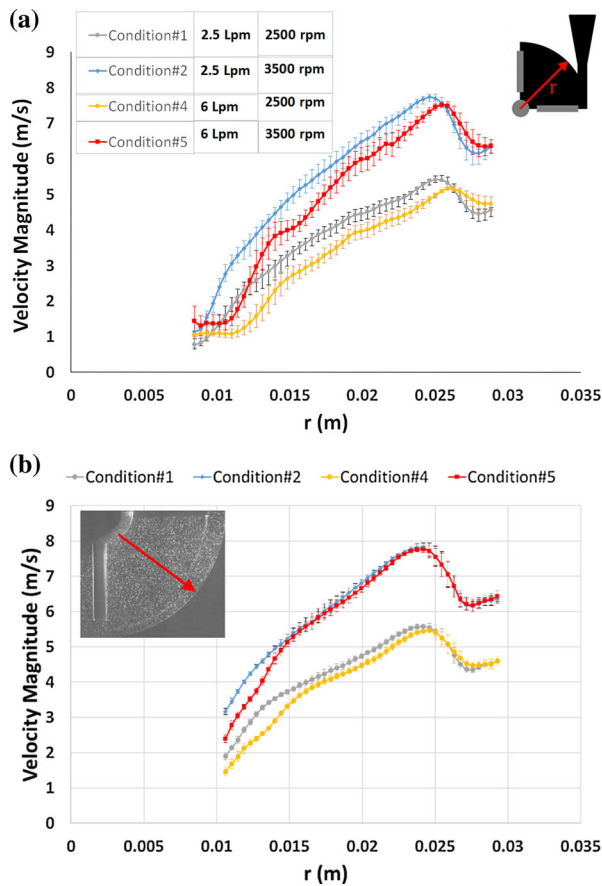 (a)
Condition#1 2.5 Lpm 2500 rpm
Condition#2 2.5 Lpm 3500 rpm
Condition#4 6 Lpm 2500 rpm
Condition#5 6 Lpm 3500 rpm
r
Velocity Magnitude (m/s)
9
8
7
6
5
4
3
2
1
0
0 0.005 0.01 0.015 0.02 0.025 0.03 0.035
r (m)
(b)
Condition#1 Condition#2 Condition#4 Condition#5
Velocity Magnitude (m/s)
9
8
7
6
5
4
3
2
1
0
0 0.005 0.01 0.015 0.02 0.025 0.03 0.035
r (m)